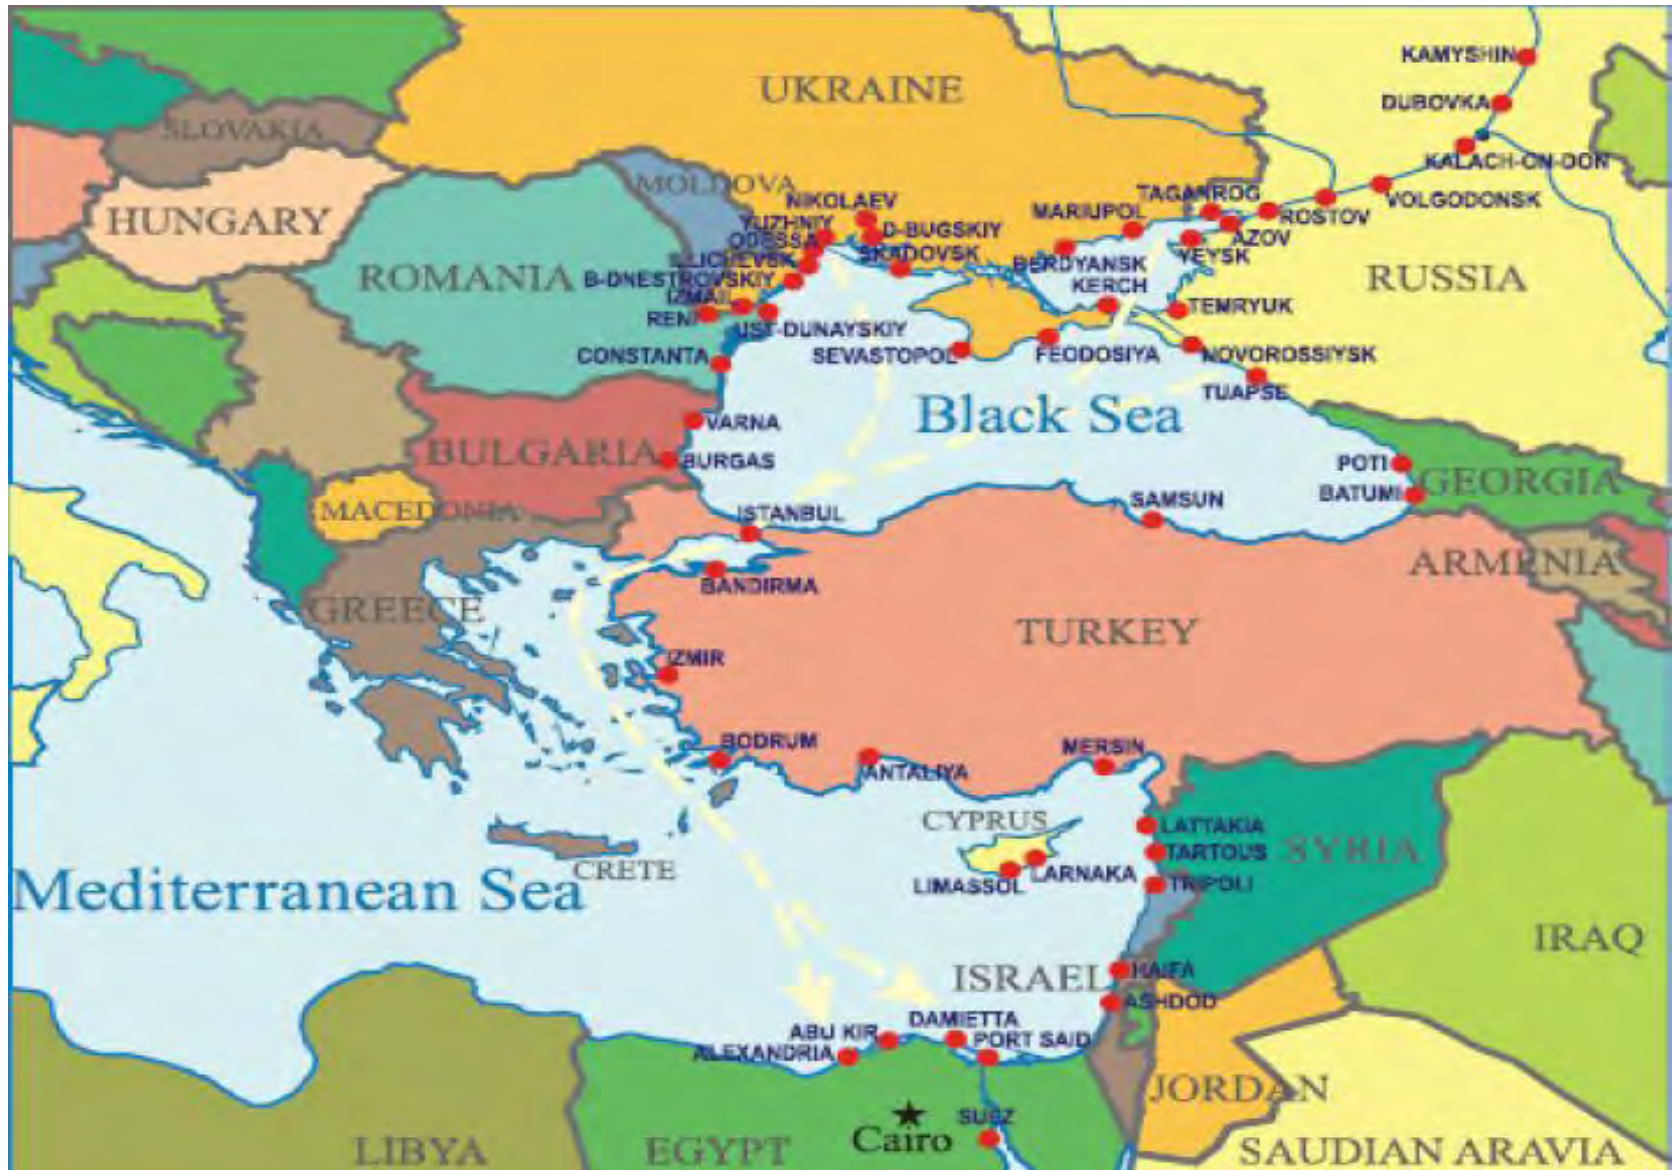 KAMYSHIN
UKRAINE
DUBOVKA
SLOVAKIA
KALACH-ON-DON
MOLDOVA
NIKOLAEV
TAGANROG
VOLGODONSK
HUNGARY
YUZHNIY
D-BUGSKIY
MARIUPOL
ROSTOV
ODESSA
AZOV
SKADOVSK
YEYSK
S.LICHEVSK
BERDYANSK
ROMANIA
B-DNESTROVSKIY
KERCH
RUSSIA
IZMAIL
RENI
TEMRYUK
UST-DUNAYSKIY
CONSTANTA
SEVASTOPOL
FEODOSIYA
NOVOROSSIYSK
TUAPSE
Black Sea
VARNA
BULGARIA
BURGAS
POTI
GEORGIA
BATUMI
MACEDONIA
ISTANBUL
SAMSUN
ARMENIA
BANDIRMA
GREECE
TURKEY
IZMIR
BODRUM
MERSIN
ANTALIYA
CYPRUS
LATTAKIA
TARTOUS
SYRIA
CRETE
LARNAKA
LIMASSOL
TRIPOLI
Mediterranean Sea
IRAQ
ISRAEL
HAIFA
ASHDOD
DAMIETTA
ABU KIR
PORT SAID
ALEXANDRIA
JORDAN
SUEZ
Cairo
LIBYA
EGYPT
SAUDIAN ARAVIA